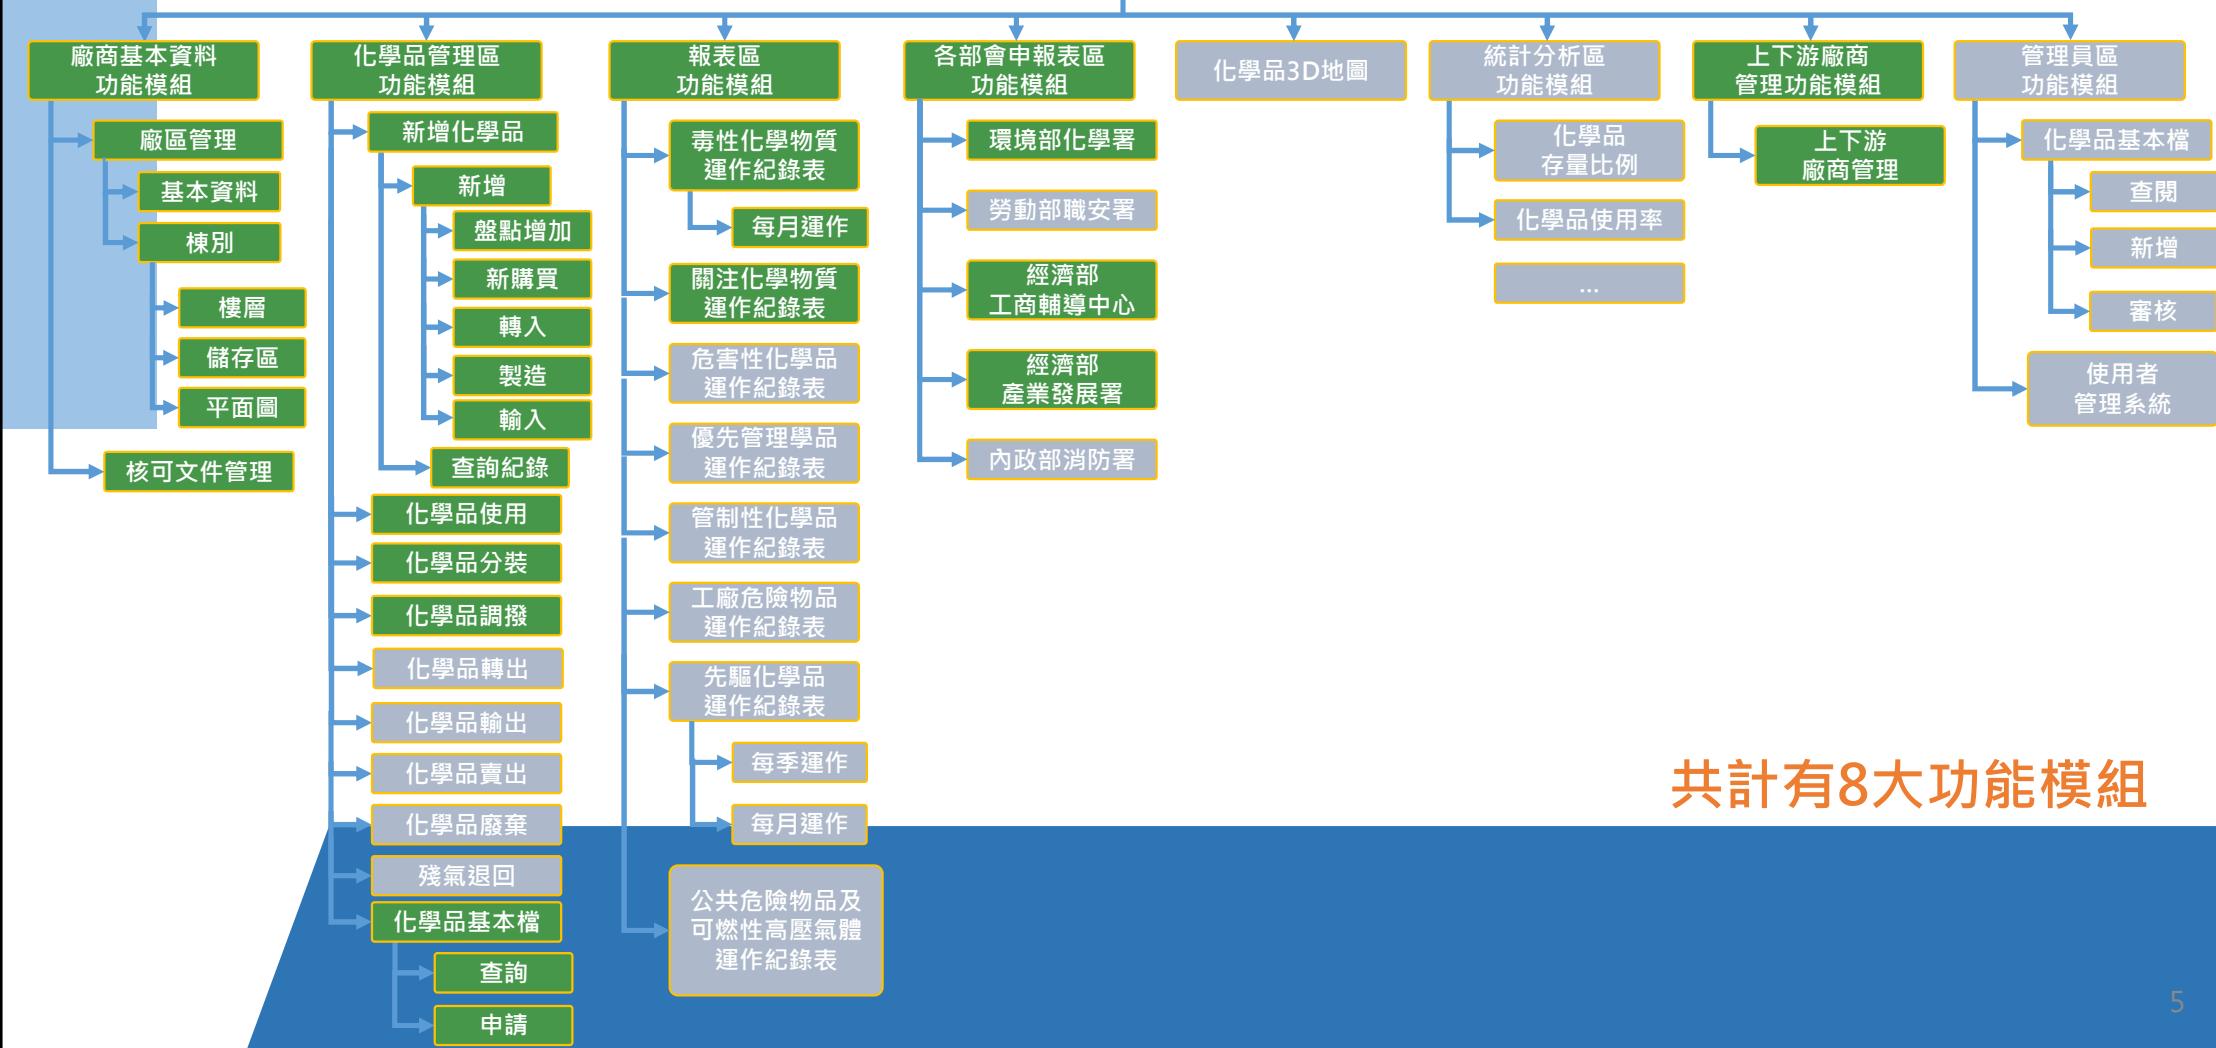 廠商基本資料
功能模組
廠區管理
基本資料
棟別
樓層
儲存區
平面圖
核可文件管理
化學品管理區
功能模組
新增化學品
新增
盤點增加
新購買
轉入
製造
輸入
查詢紀錄
化學品使用
化學品分裝
化學品調撥
化學品轉出
化學品輸出
化學品賣出
化學品廢棄
殘氣退回
化學品基本檔
查詢
申請
報表區
功能模組
毒性化學物質
運作紀錄表
每月運作
關注化學物質
運作紀錄表
危害性化學品
運作紀錄表
優先管理學品
運作紀錄表
管制性化學品
運作紀錄表
工廠危險物品
運作紀錄表
先驅化學品
運作紀錄表
每季運作
每月運作
公共危險物品及
可燃性高壓氣體
運作紀錄表
各部會申報表區
功能模組
環境部化學署
勞動部職安署
經濟部
工商輔導中心
經濟部
產業發展署
內政部消防署
化學品3D地圖
統計分析區
功能模組
化學品
存量比例
化學品使用率
...
上下游廠商
管理功能模組
上下游
廠商管理
管理員區
功能模組
化學品基本檔
查閱
新增
審核
使用者
管理系統
共計有8大功能模組
5